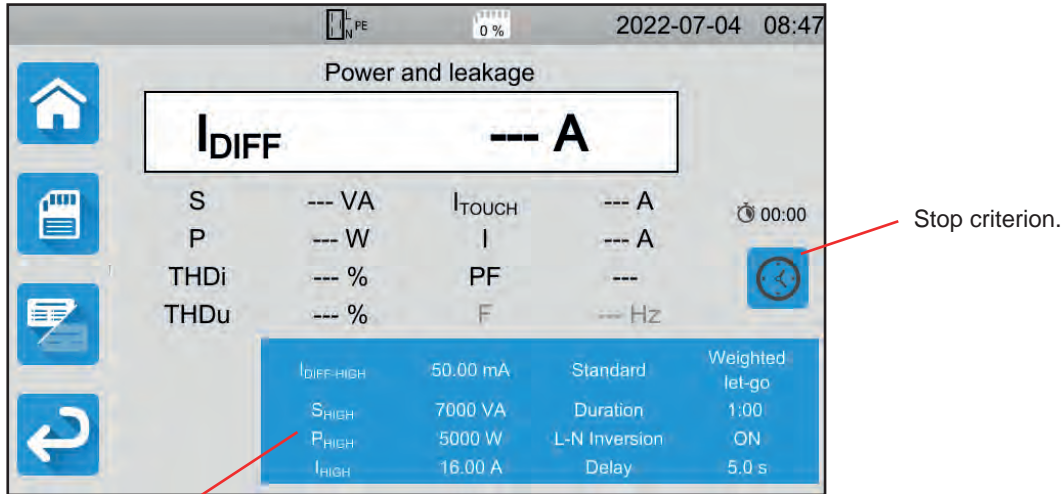 L N PE 0 % 2022-07-04 08:47
Power and leakage
IDIFF --- A
S --- VA ITOUCH --- A
P --- W I --- A
THDi --- % PF ---
THDu --- % F --- Hz
00:00
Stop criterion.
IDIFF-HIGH 50.00 mA Standard Weighted
let-go
SHIGH 7000 VA Duration 1:00
PHIGH 5000 W L-N Inversion ON
IHIGH 16.00 A Delay 5.0 s